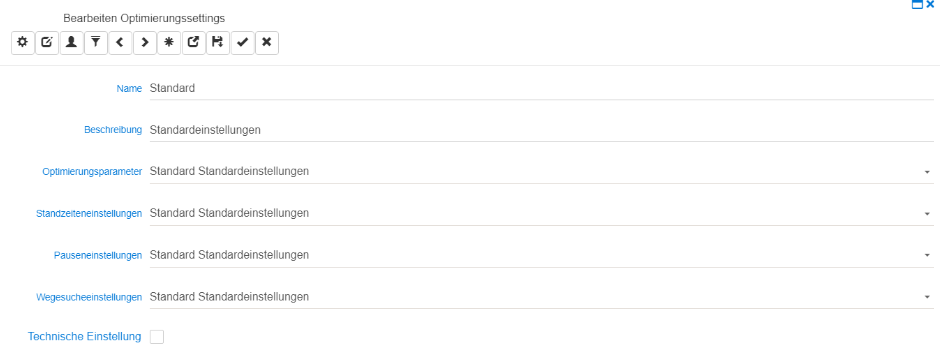 Bearbeiten Optimierungssettings
Name Standard
Beschreibung Standardeinstellungen
Optimierungsparameter Standard Standardeinstellungen
Standzeiteneinstellungen Standard Standardeinstellungen
Pauseneinstellungen Standard Standardeinstellungen
Wegesucheeinstellungen Standard Standardeinstellungen
Technische Einstellung